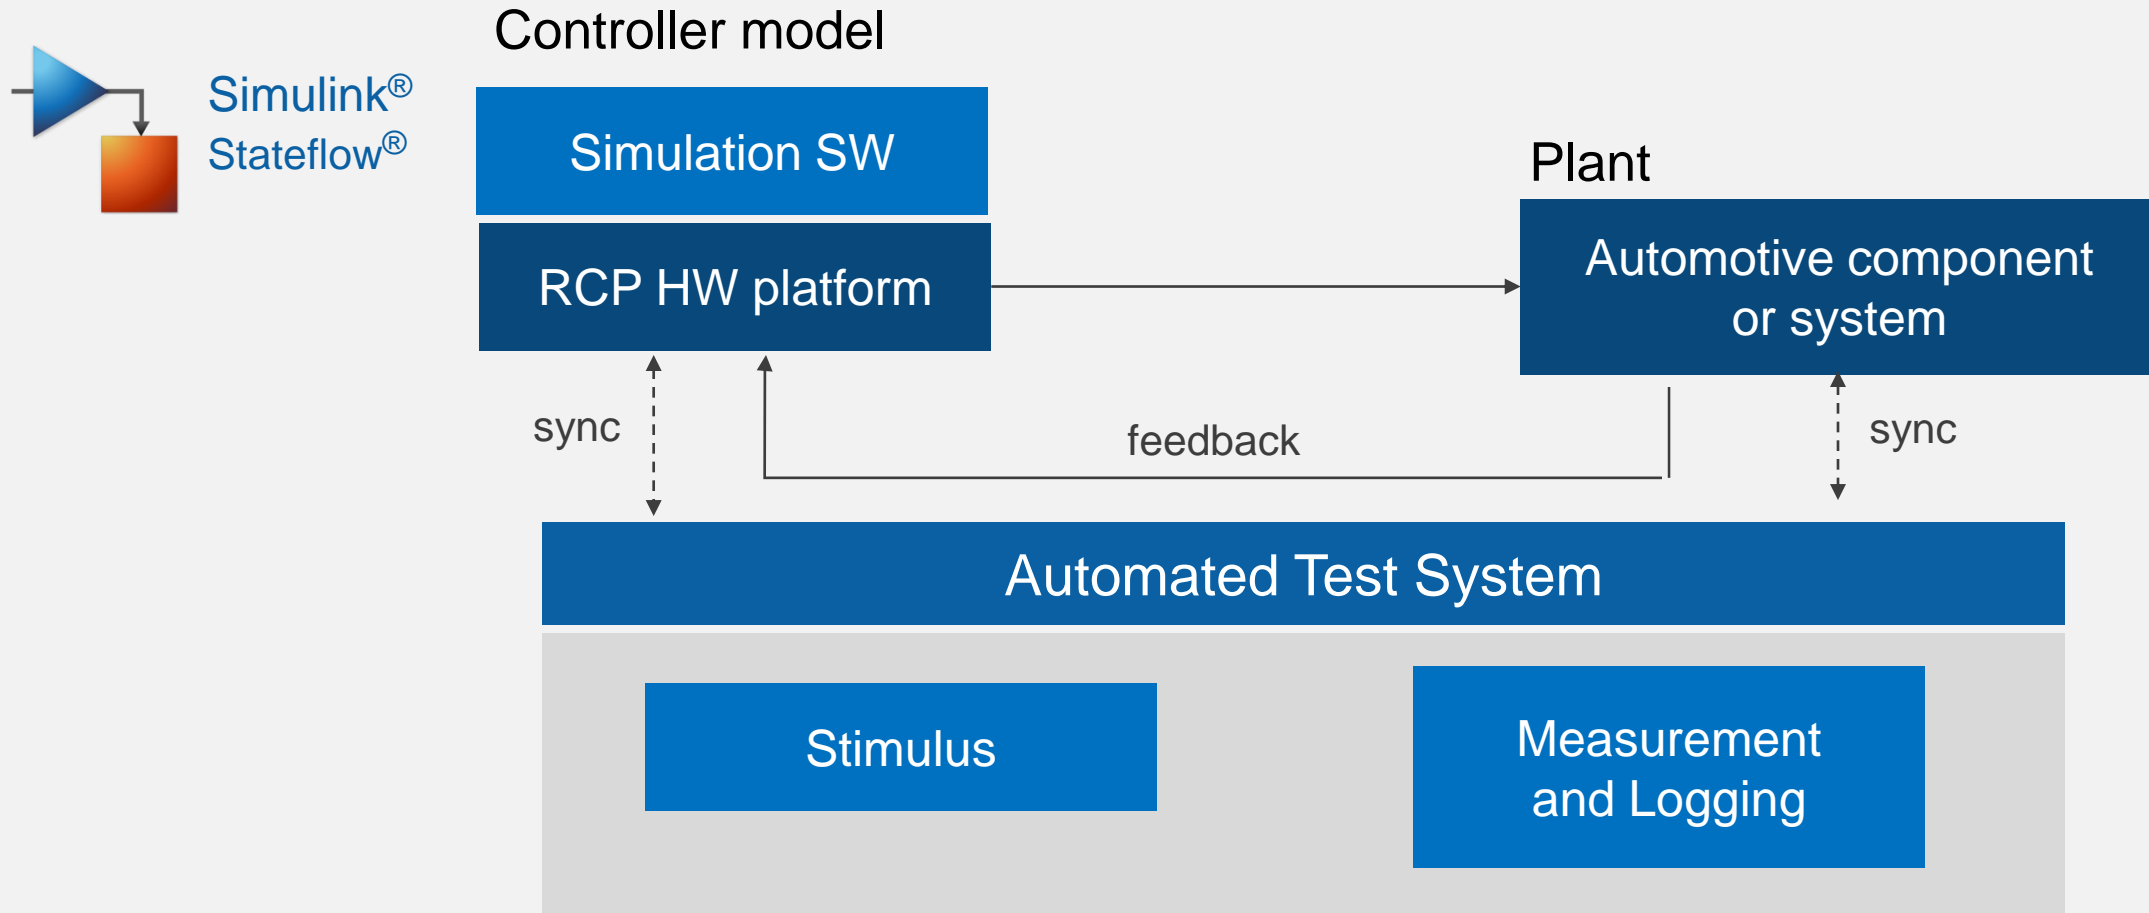 Controller model
Simulink®
Stateflow®
Simulation SW
RCP HW platform
Plant
Automotive component
or system
sync
feedback
sync
Automated Test System
Stimulus
Measurement
and Logging